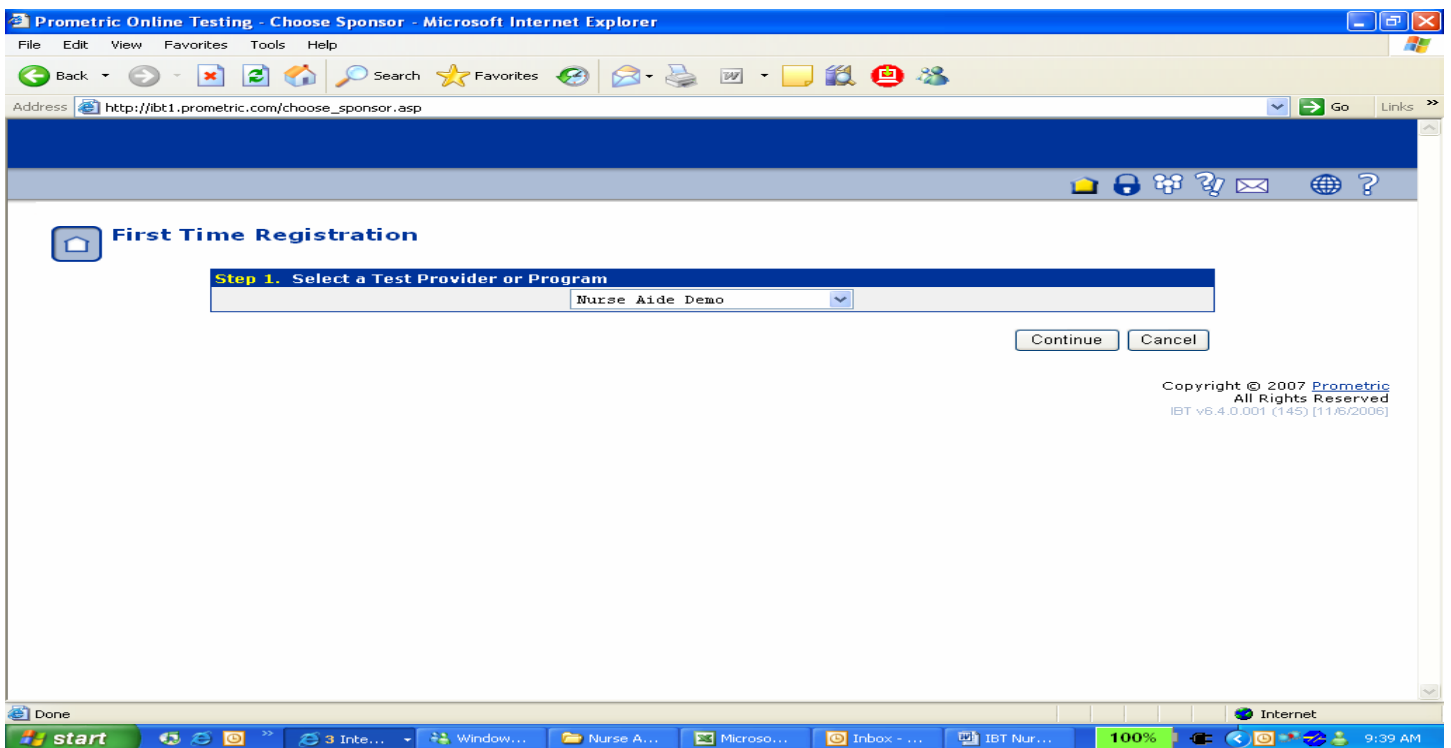 Prometric Online Testing - Choose Sponsor - Microsoft Internet Explorer
File Edit View Favorites Tools Help
Back Search Favorites
Address http://ibt1.prometric.com/choose_sponsor.asp Go Links »
First Time Registration
Step 1. Select a Test Provider or Program
Nurse Aide Demo
Continue Cancel
Copyright © 2007 Prometric
All Rights Reserved
IBT v6.4.0.001 (145) [11/6/2006]
Done Internet
start » 3 Inte... Window... Nurse A... Microso... Inbox - ... IBT Nur... 100% 9:39 AM